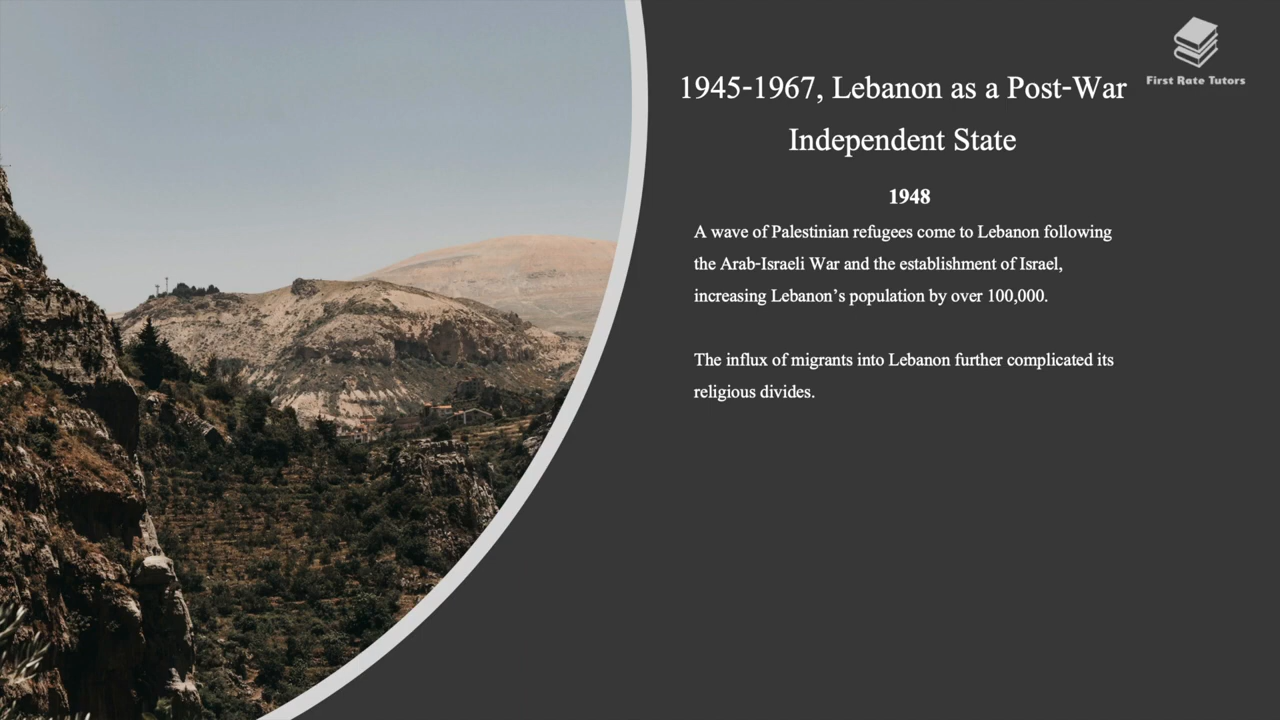 First Rate Tutors
1945-1967, Lebanon as a Post-War
Independent State
1948
A wave of Palestinian refugees come to Lebanon following
the Arab-Israeli War and the establishment of Israel,
increasing Lebanon’s population by over 100,000.
The influx of migrants into Lebanon further complicated its
religious divides.